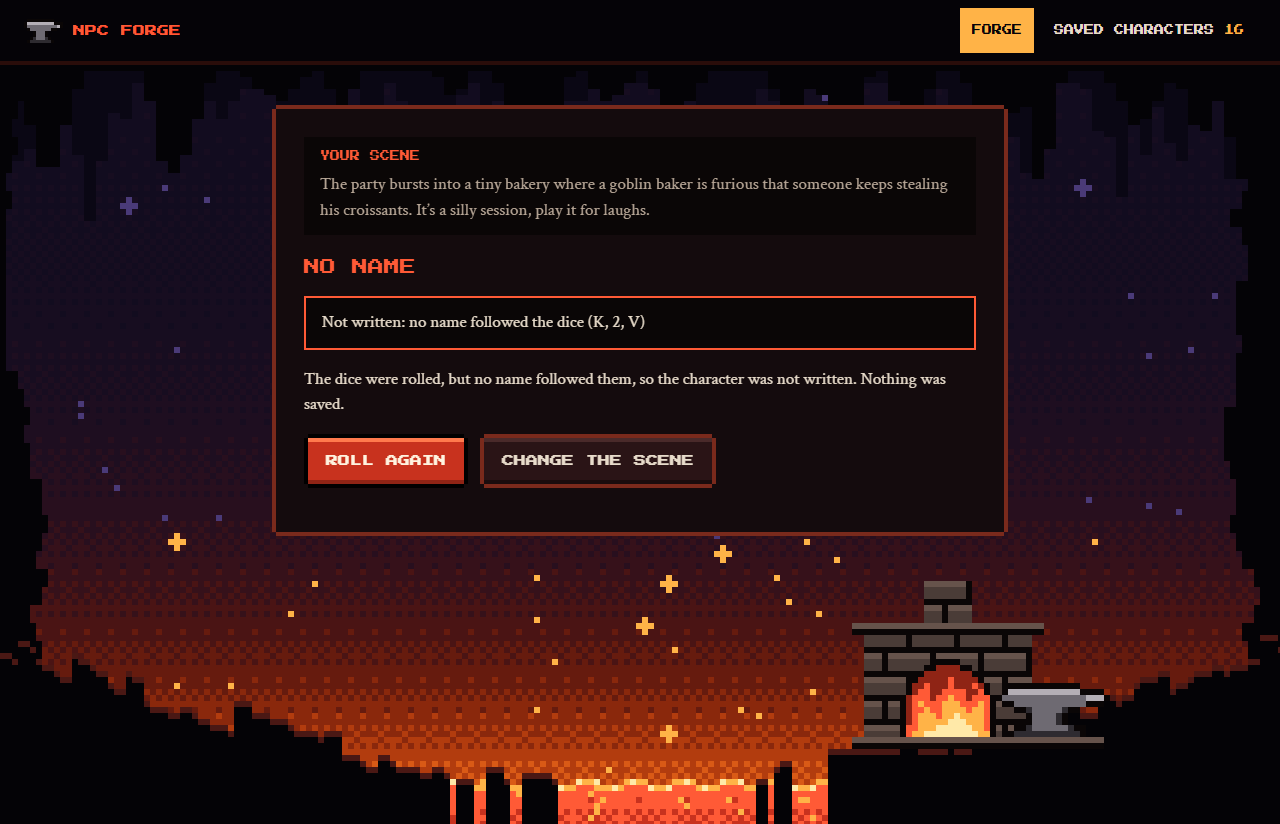 NPC FORGE
FORGE
SAVED CHARACTERS 16
YOUR SCENE
The party bursts into a tiny bakery where a goblin baker is furious that someone keeps stealing
his croissants. It’s a silly session, play it for laughs.
NO NAME
Not written: no name followed the dice (K, 2, V)
The dice were rolled, but no name followed them, so the character was not written. Nothing was
saved.
ROLL AGAIN
CHANGE THE SCENE